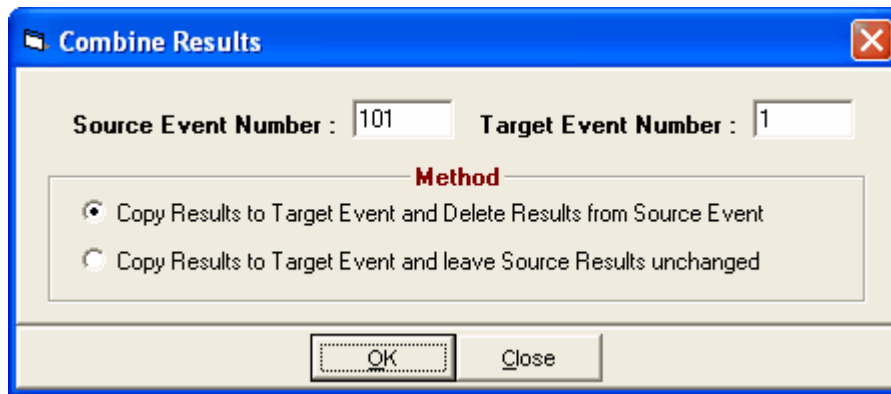 Combine Results
Source Event Number : 101 Target Event Number : 1
Method
Copy Results to Target Event and Delete Results from Source Event
Copy Results to Target Event and leave Source Results unchanged
OK Close